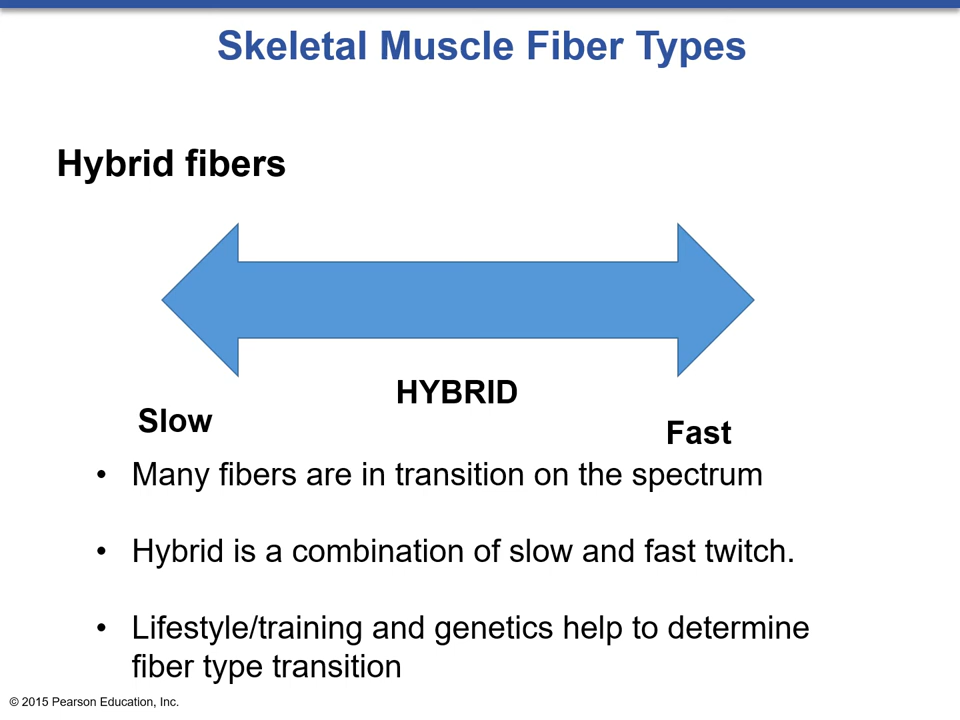 Skeletal Muscle Fiber Types
Hybrid fibers
HYBRID
Slow
Fast
• Many fibers are in transition on the spectrum
• Hybrid is a combination of slow and fast twitch.
• Lifestyle/training and genetics help to determine
fiber type transition
© 2015 Pearson Education, Inc.